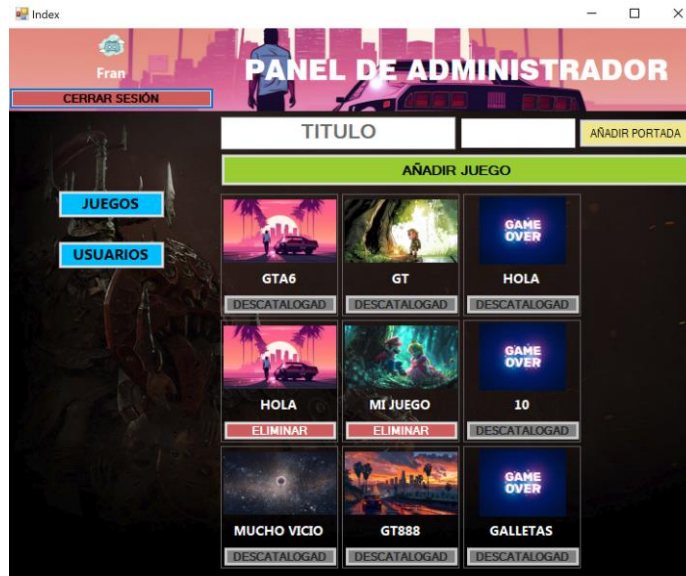 Index
Fran
CERRAR SESIÓN
PANEL DE ADMINISTRADOR
TITULO
AÑADIR PORTADA
AÑADIR JUEGO
JUEGOS
USUARIOS
GAME
OVER
GTA6
GT
HOLA
DESCATALOGAD
DESCATALOGAD
DESCATALOGAD
GAME
OVER
HOLA
MI JUEGO
10
ELIMINAR
ELIMINAR
DESCATALOGAD
GAME
OVER
MUCHO VICIO
GT888
GALLETAS
DESCATALOGAD
DESCATALOGAD
DESCATALOGAD